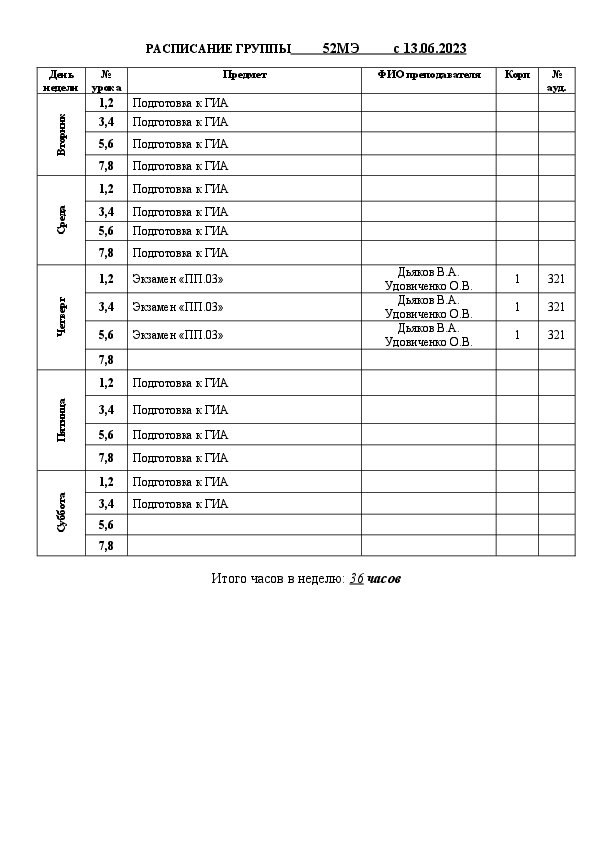 РАСПИСАНИЕ ГРУППЫ 52МЭ с 13.06.2023
День недели № урока Предмет ФИО преподавателя Корп № ауд.
Вторник
1,2 Подготовка к ГИА
3,4 Подготовка к ГИА
5,6 Подготовка к ГИА
7,8 Подготовка к ГИА
Среда
1,2 Подготовка к ГИА
3,4 Подготовка к ГИА
5,6 Подготовка к ГИА
7,8 Подготовка к ГИА
Четверг
1,2 Экзамен «ПП.03» Дьяков В.А. Удовиченко О.В. 1 321
3,4 Экзамен «ПП.03» Дьяков В.А. Удовиченко О.В. 1 321
5,6 Экзамен «ПП.03» Дьяков В.А. Удовиченко О.В. 1 321
7,8
Пятница
1,2 Подготовка к ГИА
3,4 Подготовка к ГИА
5,6 Подготовка к ГИА
7,8 Подготовка к ГИА
Суббота
1,2 Подготовка к ГИА
3,4 Подготовка к ГИА
5,6
7,8
Итого часов в неделю: 36 часов